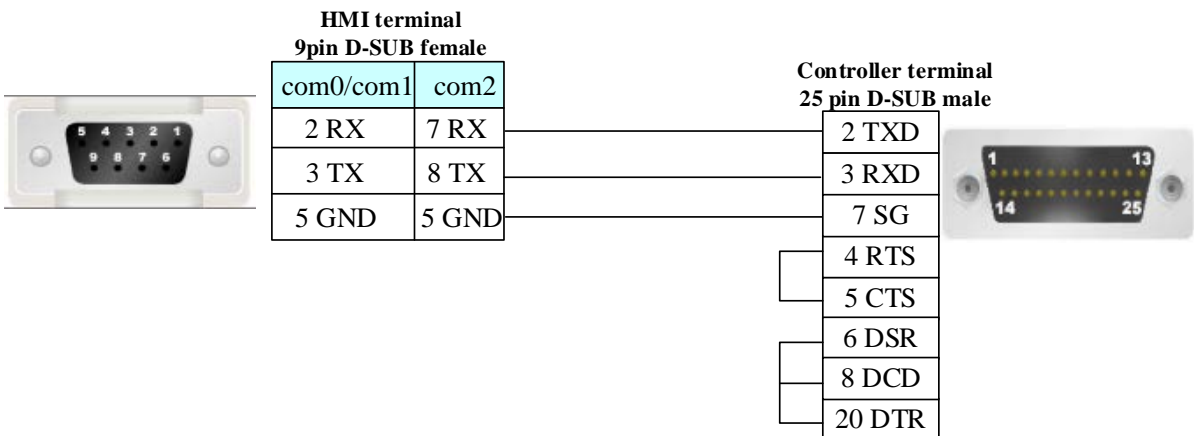 HMI terminal
9pin D-SUB female
com0/com1 com2
2 RX 7 RX
3 TX 8 TX
5 GND 5 GND
5 4 3 2 1
9 8 7 6
Controller terminal
25 pin D-SUB male
2 TXD
3 RXD
7 SG
4 RTS
5 CTS
6 DSR
8 DCD
20 DTR
1 13
14 25